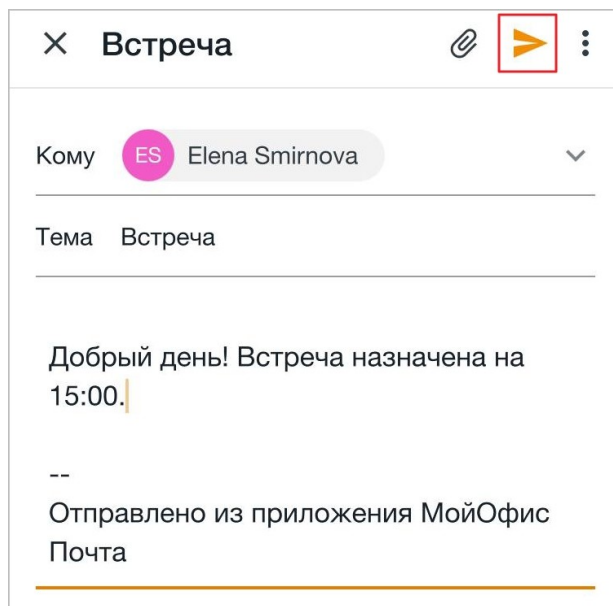 Встреча
Кому ES Elena Smirnova
Тема Встреча
Добрый день! Встреча назначена на
15:00.
--
Отправлено из приложения МойОфис
Почта